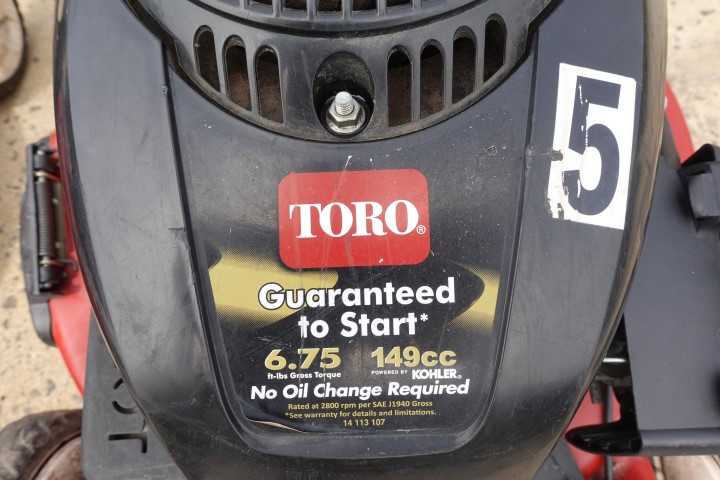 5
TORO®
Guaranteed
to Start*
6.75 149cc
ft-lbs Gross Torque POWERED BY KOHLER®
No Oil Change Required
Rated at 2800 rpm per SAE J1940 Gross
*See warranty for details and limitations.
14 113 107